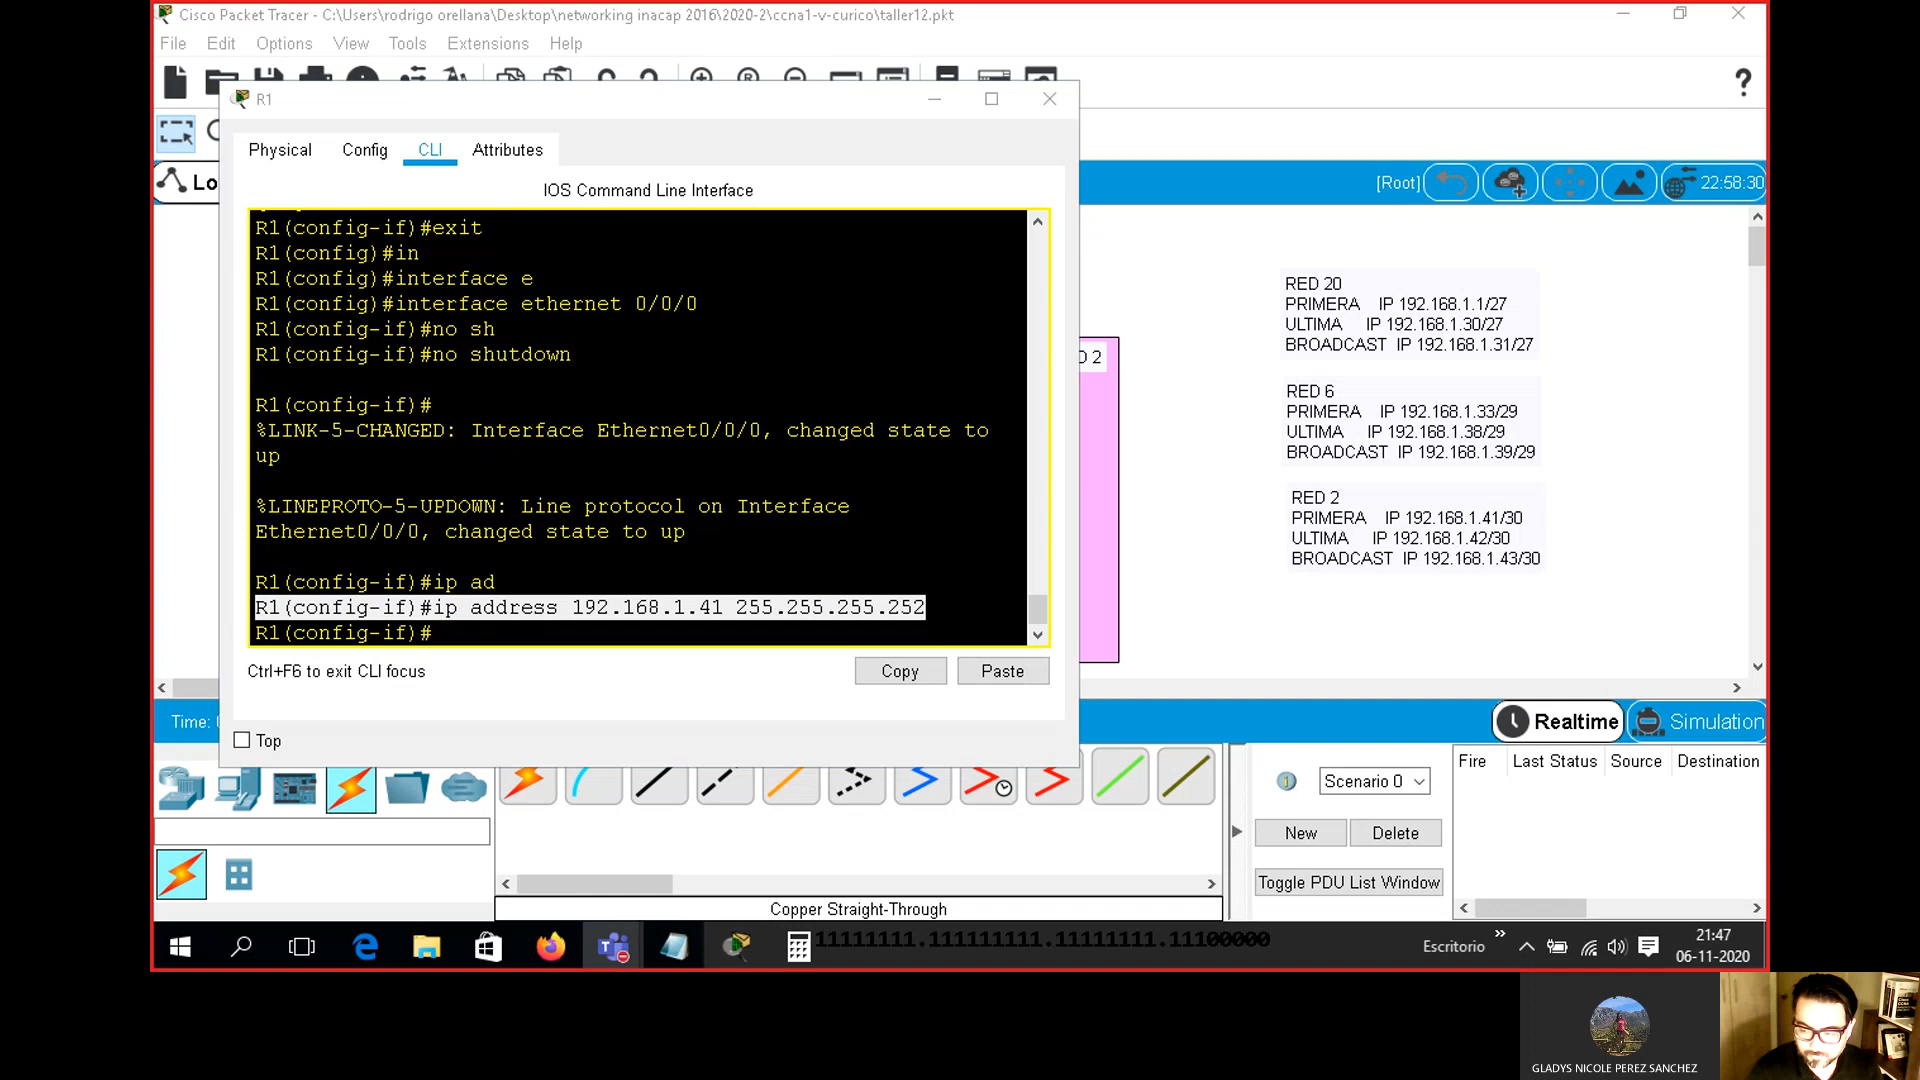 Cisco Packet Tracer - C:\Users\rodrigo orellana\Desktop\networking inacap 2016\2020-2\ccna1-v-curico\taller12.pkt
File Edit Options View Tools Extensions Help
?
R1
Physical Config CLI Attributes
Lo
[Root]
22:58:30
IOS Command Line Interface
R1(config-if)#exit
R1(config)#in
R1(config)#interface e
R1(config)#interface ethernet 0/0/0
R1(config-if)#no sh
R1(config-if)#no shutdown
R1(config-if)#
%LINK-5-CHANGED: Interface Ethernet0/0/0, changed state to
up
%LINEPROTO-5-UPDOWN: Line protocol on Interface
Ethernet0/0/0, changed state to up
R1(config-if)#ip ad
R1(config-if)#ip address 192.168.1.41 255.255.255.252
R1(config-if)#
Ctrl+F6 to exit CLI focus
Copy Paste
Top
D 2
RED 20
PRIMERA IP 192.168.1.1/27
ULTIMA IP 192.168.1.30/27
BROADCAST IP 192.168.1.31/27
RED 6
PRIMERA IP 192.168.1.33/29
ULTIMA IP 192.168.1.38/29
BROADCAST IP 192.168.1.39/29
RED 2
PRIMERA IP 192.168.1.41/30
ULTIMA IP 192.168.1.42/30
BROADCAST IP 192.168.1.43/30
Time:
Realtime Simulation
Scenario 0
New Delete
Toggle PDU List Window
Fire Last Status Source Destination
Copper Straight-Through
11111111.111111111.11111111.11100000
Escritorio
21:47
06-11-2020
GLADYS NICOLE PEREZ SANCHEZ